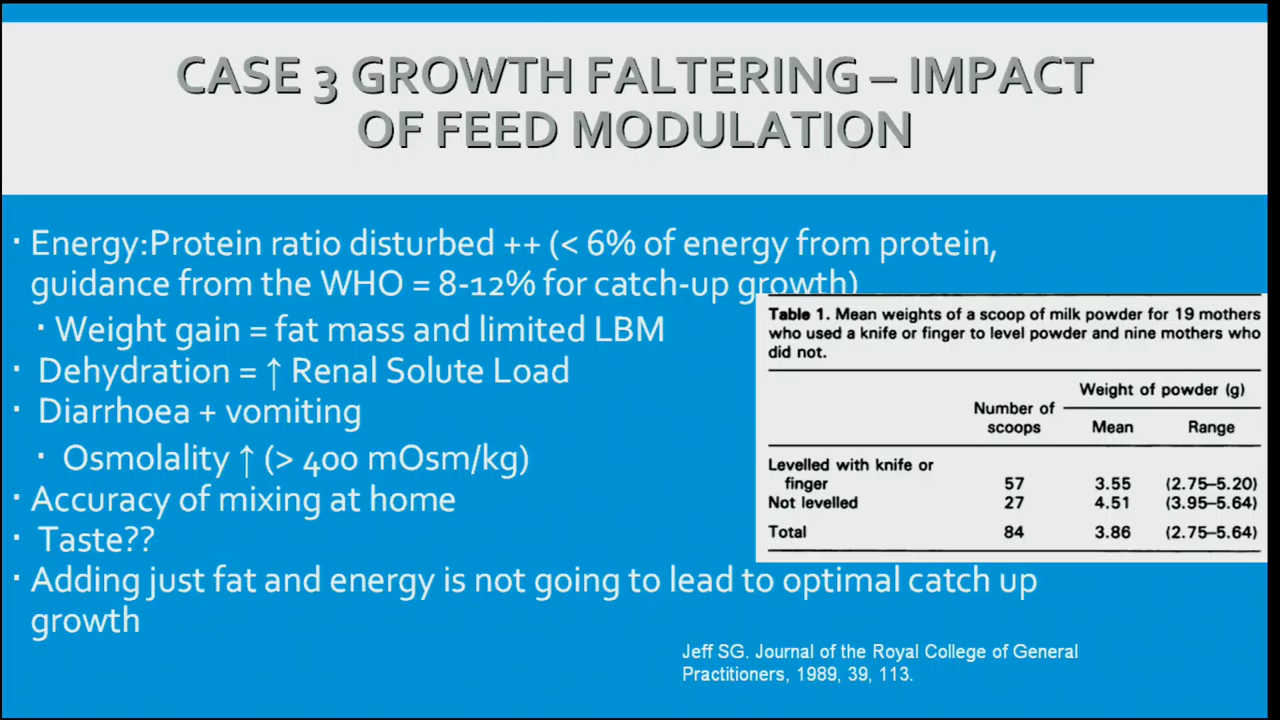 CASE 3 GROWTH FALTERING – IMPACT
OF FEED MODULATION
· Energy:Protein ratio disturbed ++ (< 6% of energy from protein,
guidance from the WHO = 8-12% for catch-up growth)
· Weight gain = fat mass and limited LBM
· Dehydration = ↑ Renal Solute Load
· Diarrhoea + vomiting
· Osmolality ↑ (> 400 mOsm/kg)
· Accuracy of mixing at home
· Taste??
· Adding just fat and energy is not going to lead to optimal catch up
growth
Table 1. Mean weights of a scoop of milk powder for 19 mothers
who used a knife or finger to level powder and nine mothers who
did not.
Weight of powder (g)
Number of
scoops Mean Range
Levelled with knife or
finger 57 3.55 (2.75–5.20)
Not levelled 27 4.51 (3.95–5.64)
Total 84 3.86 (2.75–5.64)
Jeff SG. Journal of the Royal College of General
Practitioners, 1989, 39, 113.